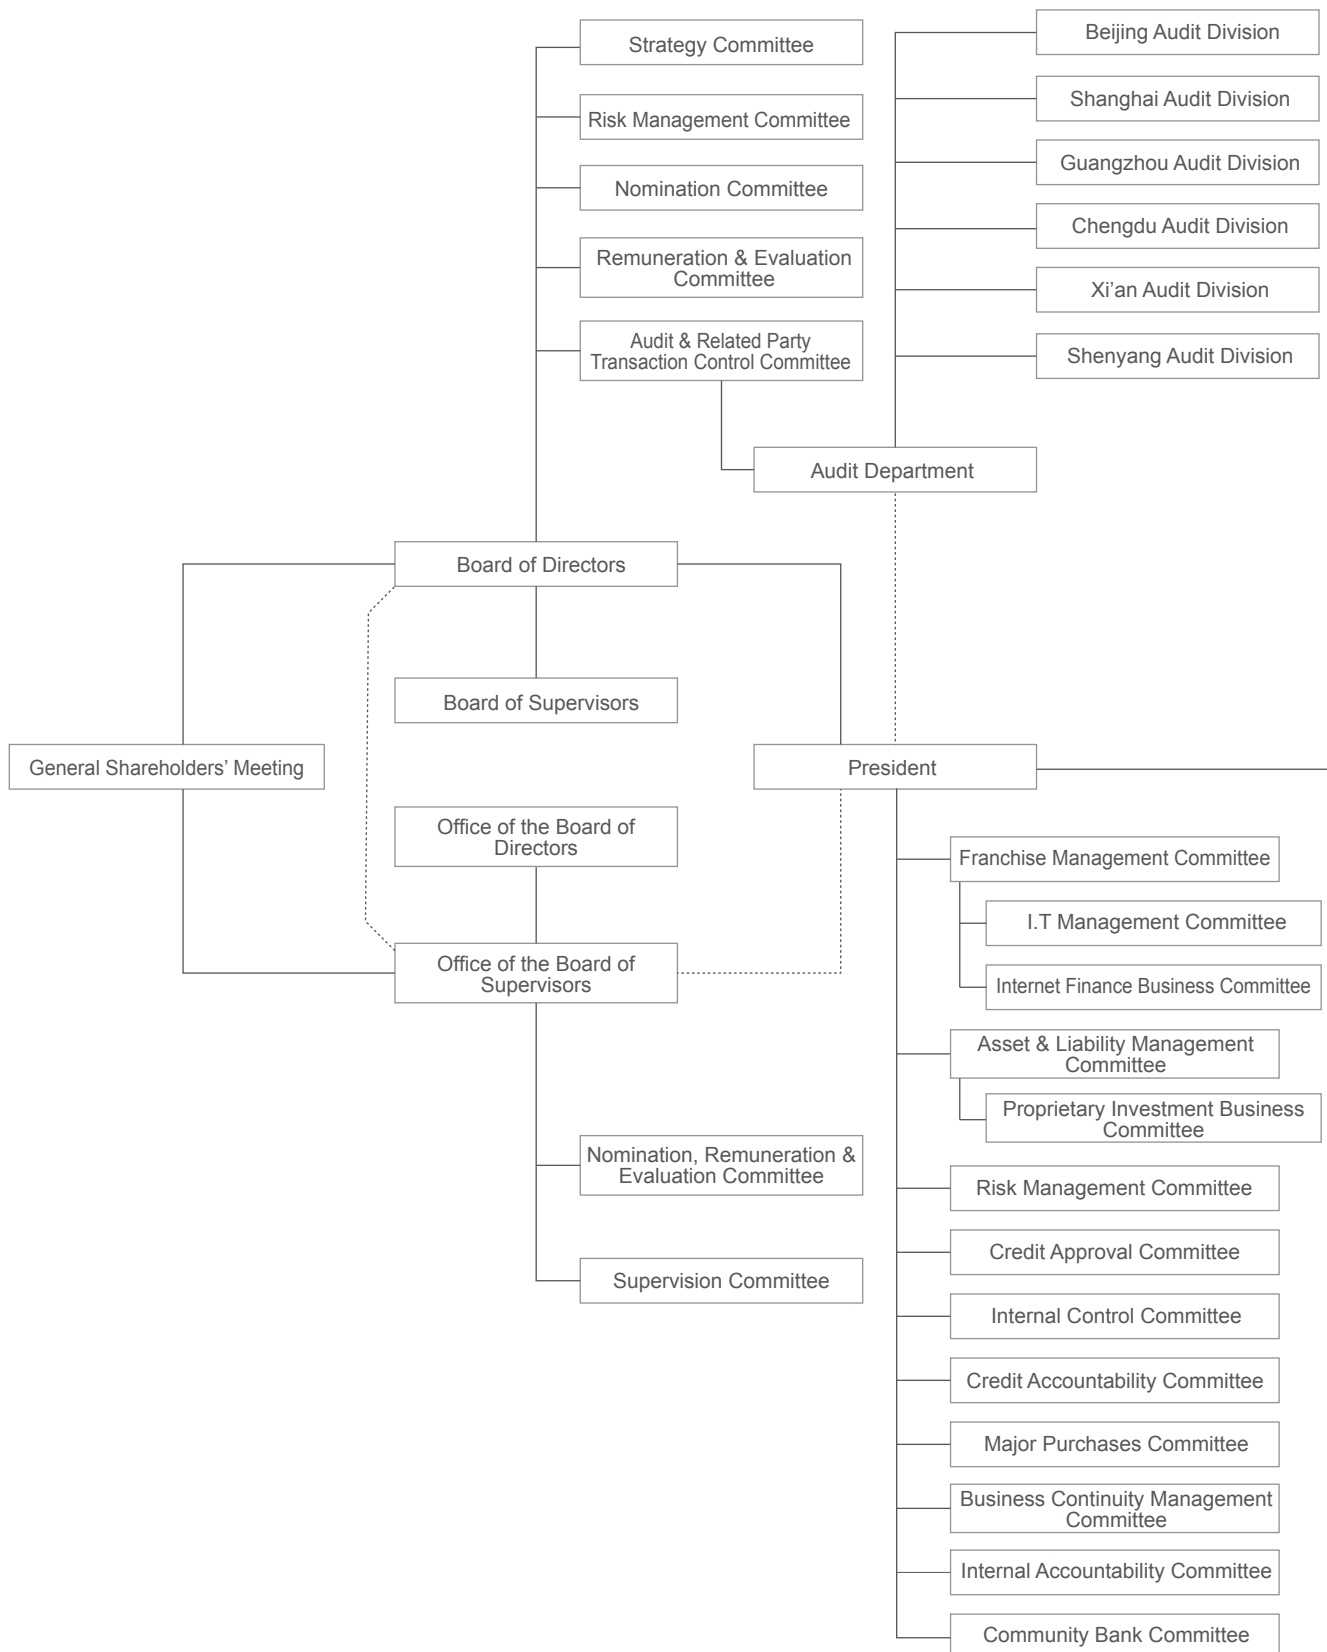 Strategy Committee
Risk Management Committee
Nomination Committee
Remuneration & Evaluation
Committee
Audit & Related Party
Transaction Control Committee
Beijing Audit Division
Shanghai Audit Division
Guangzhou Audit Division
Chengdu Audit Division
Xi’an Audit Division
Shenyang Audit Division
Audit Department
Board of Directors
Board of Supervisors
General Shareholders’ Meeting
President
Office of the Board of
Directors
Office of the Board of
Supervisors
Nomination, Remuneration &
Evaluation Committee
Supervision Committee
Franchise Management Committee
I.T Management Committee
Internet Finance Business Committee
Asset & Liability Management
Committee
Proprietary Investment Business
Committee
Risk Management Committee
Credit Approval Committee
Internal Control Committee
Credit Accountability Committee
Major Purchases Committee
Business Continuity Management
Committee
Internal Accountability Committee
Community Bank Committee